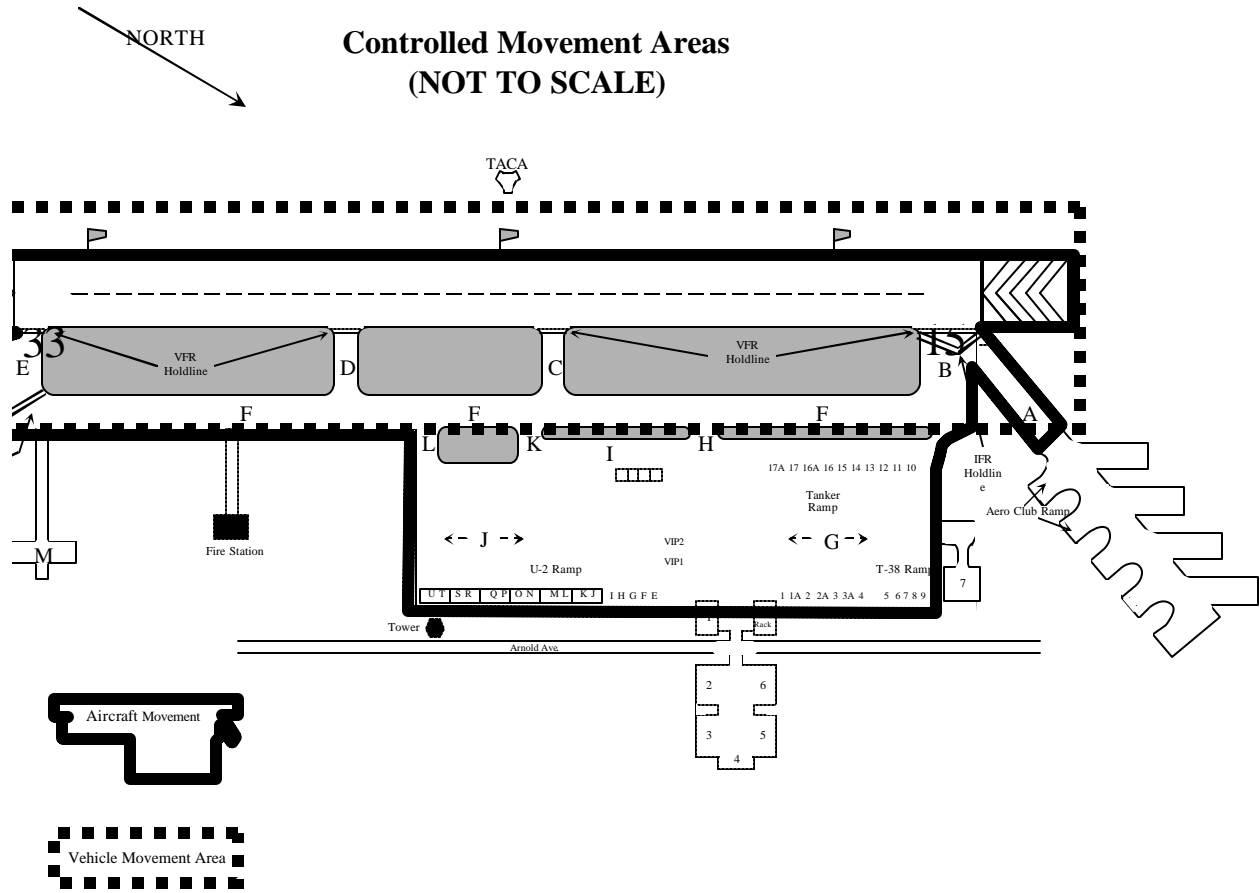 NORTH
Controlled Movement Areas
(NOT TO SCALE)
TACA
33
15
VFR
Holdline
VFR
Holdline
E
D
C
B
F
F
F
A
L
K
I
H
17A 17 16A 16 15 14 13 12 11 10
IFR
Holdlin
e
Tanker
Ramp
Aero Club Ramp
M
Fire Station
J
VIP2
G
VIP1
U-2 Ramp
T-38 Ramp
7
U T S R Q P O N M L K J I H G F E
1 1A 2 2A 3 3A 4 5 6 7 8 9
1
Rack
Tower
Arnold Ave.
2
6
3
5
4
Aircraft Movement
Vehicle Movement Area